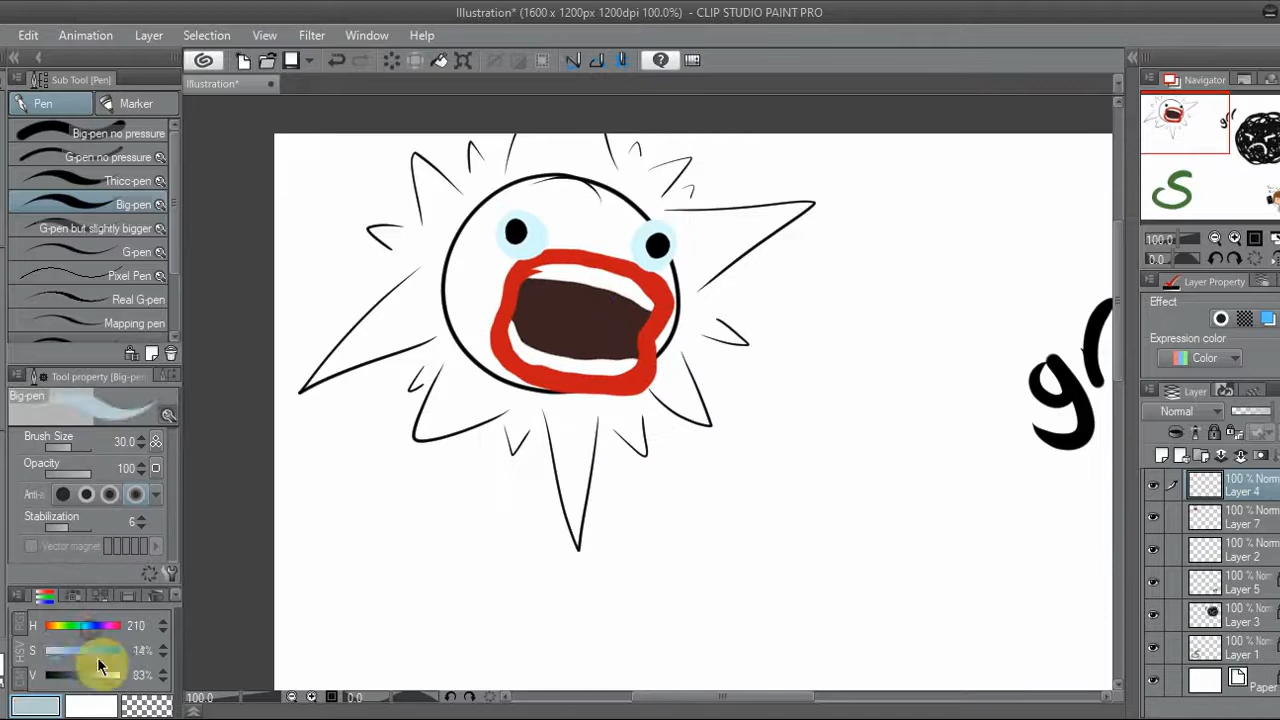 Illustration* (1600 x 1200px 1200dpi 100.0%) - CLIP STUDIO PAINT PRO
Edit Animation Layer Selection View Filter Window Help
Sub Tool [Pen]
Illustration*
Navigator
Pen Marker
Big-pen no pressure
G-pen no pressure
Thicc-pen
Big-pen
G-pen but slightly bigger
G-pen
Pixel Pen
Real G-pen
Mapping pen
Tool property [Big-pen
Big-pen
Brush Size 30.0
Opacity 100
Anti-a
Stabilization 6
Vector magnet
H 210
S 14%
V 83%
100.0 0.0
gr
S
100.0
0.0
Layer Property
Effect
Expression color
Color
Layer
Normal
100 % Norm
Layer 4
100 % Norm
Layer 7
100 % Norm
Layer 2
100 % Norm
Layer 5
100 % Norm
Layer 3
100 % Norm
Layer 1
Paper